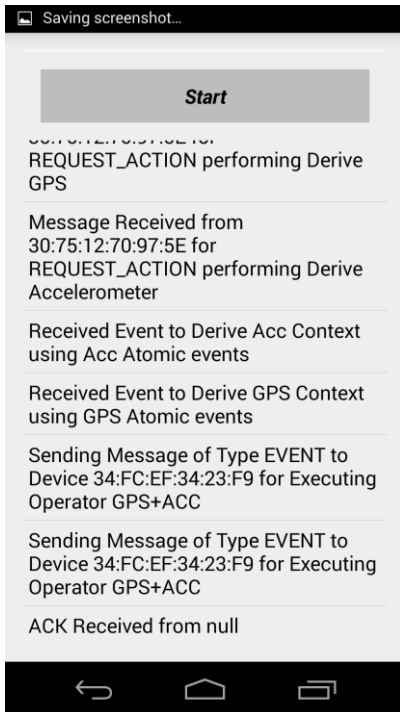 Saving screenshot...
Start
REQUEST_ACTION performing Derive
GPS
Message Received from
30:75:12:70:97:5E for
REQUEST_ACTION performing Derive
Accelerometer
Received Event to Derive Acc Context
using Acc Atomic events
Received Event to Derive GPS Context
using GPS Atomic events
Sending Message of Type EVENT to
Device 34:FC:EF:34:23:F9 for Executing
Operator GPS+ACC
Sending Message of Type EVENT to
Device 34:FC:EF:34:23:F9 for Executing
Operator GPS+ACC
ACK Received from null